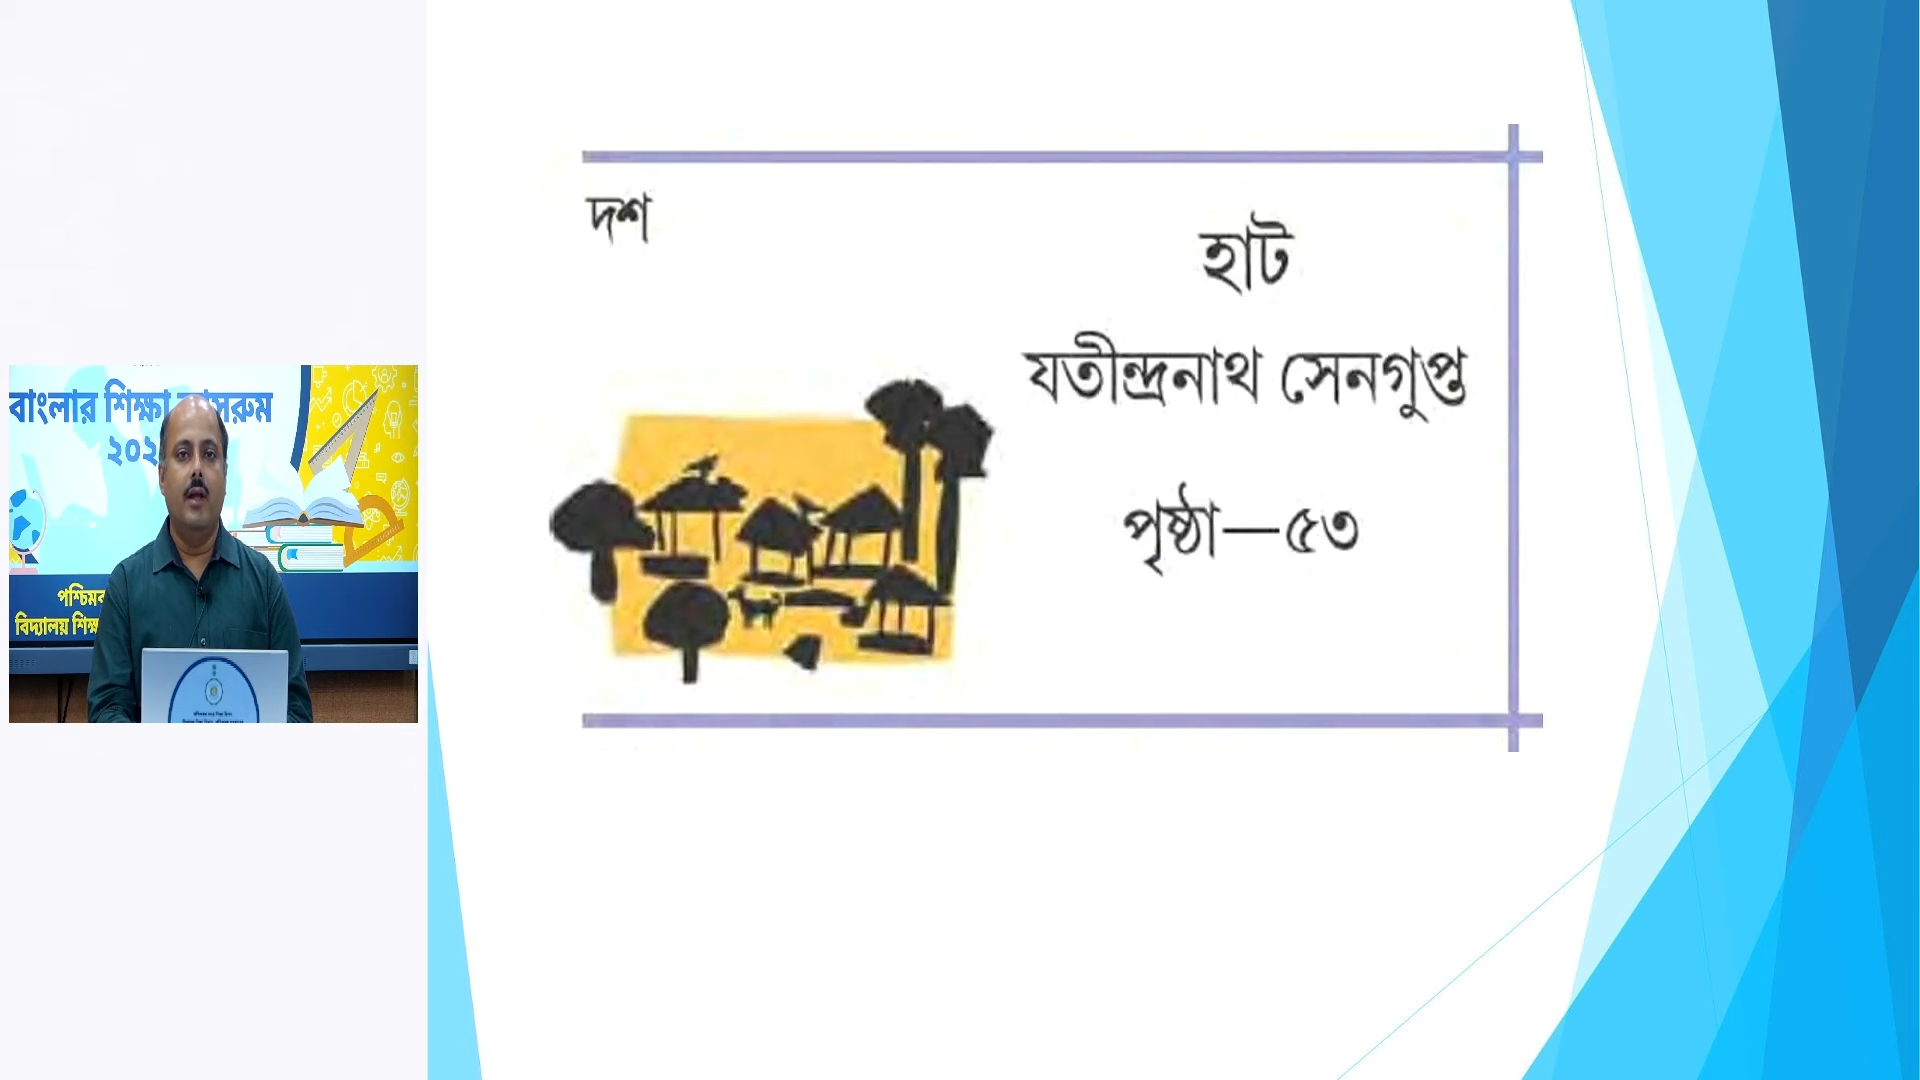 বাংলার শিক্ষা
২০২
পশ্চিমব
বিদ্যালয় শিক্ষ
দশ
হাট
যতীন্দ্রনাথ সেনগুপ্ত
পৃষ্ঠা—৫৩